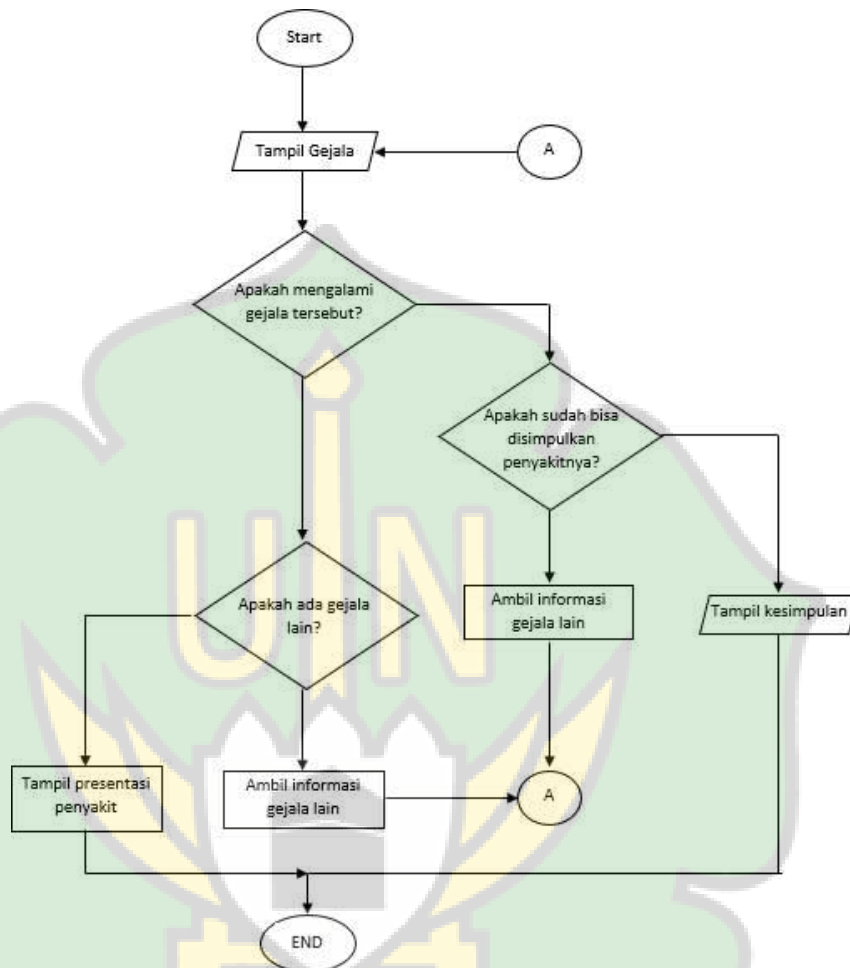 Start
Tampil Gejala
A
Apakah mengalami
gejala tersebut?
Apakah sudah bisa
disimpulkan
penyakitnya?
UIN
Apakah ada gejala
lain?
Ambil informasi
gejala lain
Tampil kesimpulan
Tampil presentasi
penyakit
Ambil informasi
gejala lain
A
END